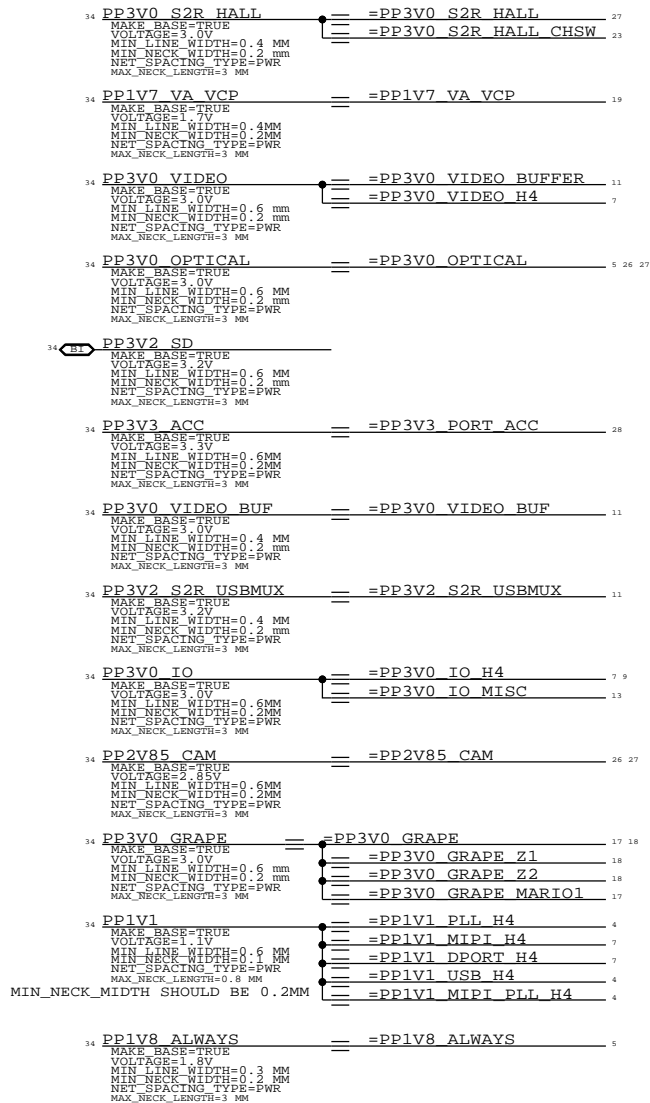 34 PP3V0_S2R_HALL =PP3V0_S2R_HALL 27
=PP3V0_S2R_HALL_CHSW 23
MAKE_BASE=TRUE
VOLTAGE=3.0V
MIN_LINE_WIDTH=0.4 MM
MIN_NECK_WIDTH=0.2 mm
NET_SPACING_TYPE=PWR
MAX_NECK_LENGTH=3 MM
34 PP1V7_VA_VCP =PP1V7_VA_VCP 19
MAKE_BASE=TRUE
VOLTAGE=1.7V
MIN_LINE_WIDTH=0.4MM
MIN_NECK_WIDTH=0.2MM
NET_SPACING_TYPE=PWR
MAX_NECK_LENGTH=3 MM
34 PP3V0_VIDEO =PP3V0_VIDEO_BUFFER 11
=PP3V0_VIDEO_H4 7
MAKE_BASE=TRUE
VOLTAGE=3.0V
MIN_LINE_WIDTH=0.6 mm
MIN_NECK_WIDTH=0.2 mm
NET_SPACING_TYPE=PWR
MAX_NECK_LENGTH=3 MM
34 PP3V0_OPTICAL =PP3V0_OPTICAL 5 26 27
MAKE_BASE=TRUE
VOLTAGE=3.0V
MIN_LINE_WIDTH=0.6 MM
MIN_NECK_WIDTH=0.2 mm
NET_SPACING_TYPE=PWR
MAX_NECK_LENGTH=3 MM
34 BI PP3V2_SD
MAKE_BASE=TRUE
VOLTAGE=3.2V
MIN_LINE_WIDTH=0.6 MM
MIN_NECK_WIDTH=0.2 mm
NET_SPACING_TYPE=PWR
MAX_NECK_LENGTH=3 MM
34 PP3V3_ACC =PP3V3_PORT_ACC 28
MAKE_BASE=TRUE
VOLTAGE=3.3V
MIN_LINE_WIDTH=0.6MM
MIN_NECK_WIDTH=0.2MM
NET_SPACING_TYPE=PWR
MAX_NECK_LENGTH=3 MM
34 PP3V0_VIDEO_BUF =PP3V0_VIDEO_BUF 11
MAKE_BASE=TRUE
VOLTAGE=3.0V
MIN_LINE_WIDTH=0.4 MM
MIN_NECK_WIDTH=0.2 mm
NET_SPACING_TYPE=PWR
MAX_NECK_LENGTH=3 MM
34 PP3V2_S2R_USBMUX =PP3V2_S2R_USBMUX 11
MAKE_BASE=TRUE
VOLTAGE=3.2V
MIN_LINE_WIDTH=0.4 MM
MIN_NECK_WIDTH=0.2 mm
NET_SPACING_TYPE=PWR
MAX_NECK_LENGTH=3 MM
34 PP3V0_IO =PP3V0_IO_H4 7 9
=PP3V0_IO_MISC 13
MAKE_BASE=TRUE
VOLTAGE=3.0V
MIN_LINE_WIDTH=0.6MM
MIN_NECK_WIDTH=0.2MM
NET_SPACING_TYPE=PWR
MAX_NECK_LENGTH=3 MM
34 PP2V85_CAM =PP2V85_CAM 26 27
MAKE_BASE=TRUE
VOLTAGE=2.85V
MIN_LINE_WIDTH=0.6MM
MIN_NECK_WIDTH=0.2MM
NET_SPACING_TYPE=PWR
MAX_NECK_LENGTH=3 MM
34 PP3V0_GRAPE =PP3V0_GRAPE 17 18
=PP3V0_GRAPE_Z1 18
=PP3V0_GRAPE_Z2 18
=PP3V0_GRAPE_MARIO1 17
MAKE_BASE=TRUE
VOLTAGE=3.0V
MIN_LINE_WIDTH=0.6 mm
MIN_NECK_WIDTH=0.2 mm
NET_SPACING_TYPE=PWR
MAX_NECK_LENGTH=3 MM
34 PP1V1 =PP1V1_PLL_H4 4
=PP1V1_MIPI_H4 7
=PP1V1_DPORT_H4 7
=PP1V1_USB_H4 4
=PP1V1_MIPI_PLL_H4 4
MAKE_BASE=TRUE
VOLTAGE=1.1V
MIN_LINE_WIDTH=0.6 MM
MIN_NECK_WIDTH=0.1 MM
NET_SPACING_TYPE=PWR
MAX_NECK_LENGTH=0.8 MM
MIN_NECK_MIDTH SHOULD BE 0.2MM
34 PP1V8_ALWAYS =PP1V8_ALWAYS 5
MAKE_BASE=TRUE
VOLTAGE=1.8V
MIN_LINE_WIDTH=0.3 MM
MIN_NECK_WIDTH=0.2 MM
NET_SPACING_TYPE=PWR
MAX_NECK_LENGTH=3 MM